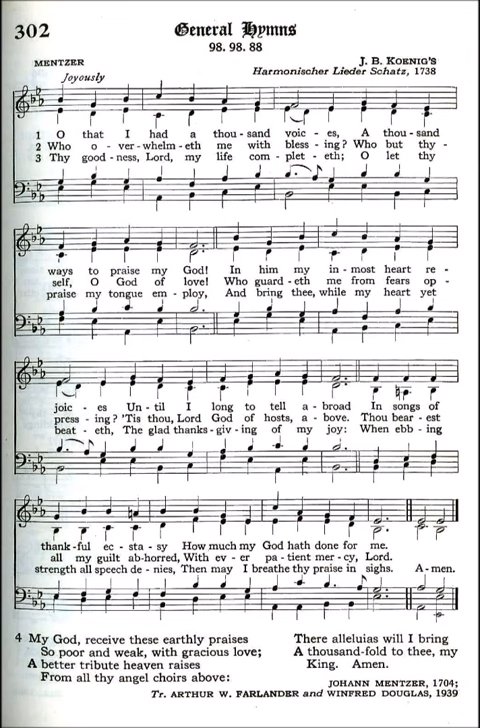 302
General Hymns
98. 98. 88
MENTZER
J. B. KOENIG'S
Joyously
Harmonischer Lieder Schatz, 1738
1 O that I had a thou - sand voic - es, A thou - sand
2 Who o - ver - whelm - eth me with bless - ing? Who but thy -
3 Thy good - ness, Lord, my life com - plet - eth; O let thy
ways to praise my God! In him my in - most heart re -
self, O God of love! Who guard - eth me from fears op -
praise my tongue em - ploy, And bring thee, while my heart yet
joic - es Un - til I long to tell a - broad In songs of
press - ing? 'Tis thou, Lord God of hosts, a - bove. Thou bear - est
beat - eth, The glad thanks - giv - ing of my joy: When ebb - ing
thank - ful ec - sta - sy How much my God hath done for me.
all my guilt ab-horred, With ev - er pa - tient mer - cy, Lord.
strength all speech de - nies, Then may I breathe thy praise in sighs. A - men.
4 My God, receive these earthly praises
So poor and weak, with gracious love;
A better tribute heaven raises
From all thy angel choirs above:
There alleluias will I bring
A thousand-fold to thee, my
King. Amen.
JOHANN MENTZER, 1704;
Tr. ARTHUR W. FARLANDER and WINFRED DOUGLAS, 1939